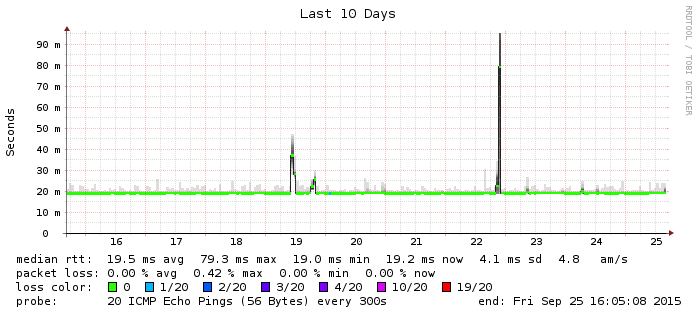 Last 10 Days
RRDTOOL / TOBI OETIKER
Seconds
90 m
80 m
70 m
60 m
50 m
40 m
30 m
20 m
10 m
0
16 17 18 19 20 21 22 23 24 25
median rtt: 19.5 ms avg 79.3 ms max 19.0 ms min 19.2 ms now 4.1 ms sd 4.8 am/s
packet loss: 0.00 % avg 0.42 % max 0.00 % min 0.00 % now
loss color: 0 1/20 2/20 3/20 4/20 10/20 19/20
probe: 20 ICMP Echo Pings (56 Bytes) every 300s end: Fri Sep 25 16:05:08 2015